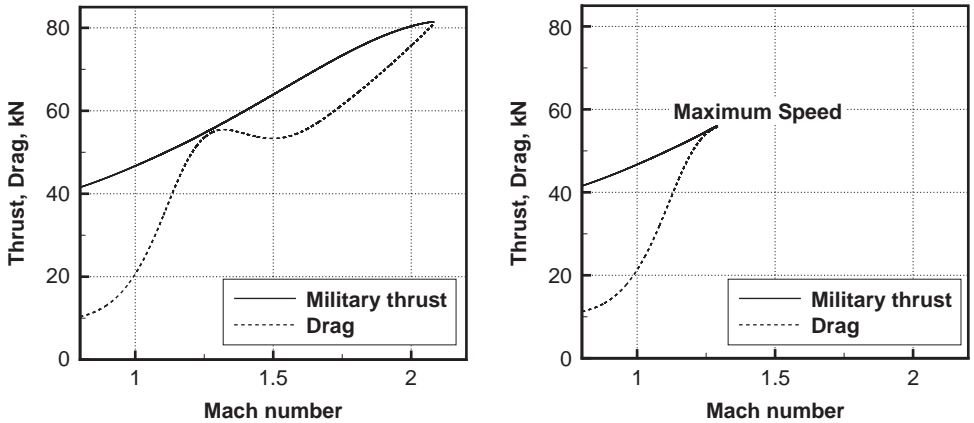 80
60
40
20
0
1
1.5
2
Thrust, Drag, kN
Mach number
Military thrust
Drag
80
60
40
20
0
1
1.5
2
Thrust, Drag, kN
Mach number
Maximum Speed
Military thrust
Drag